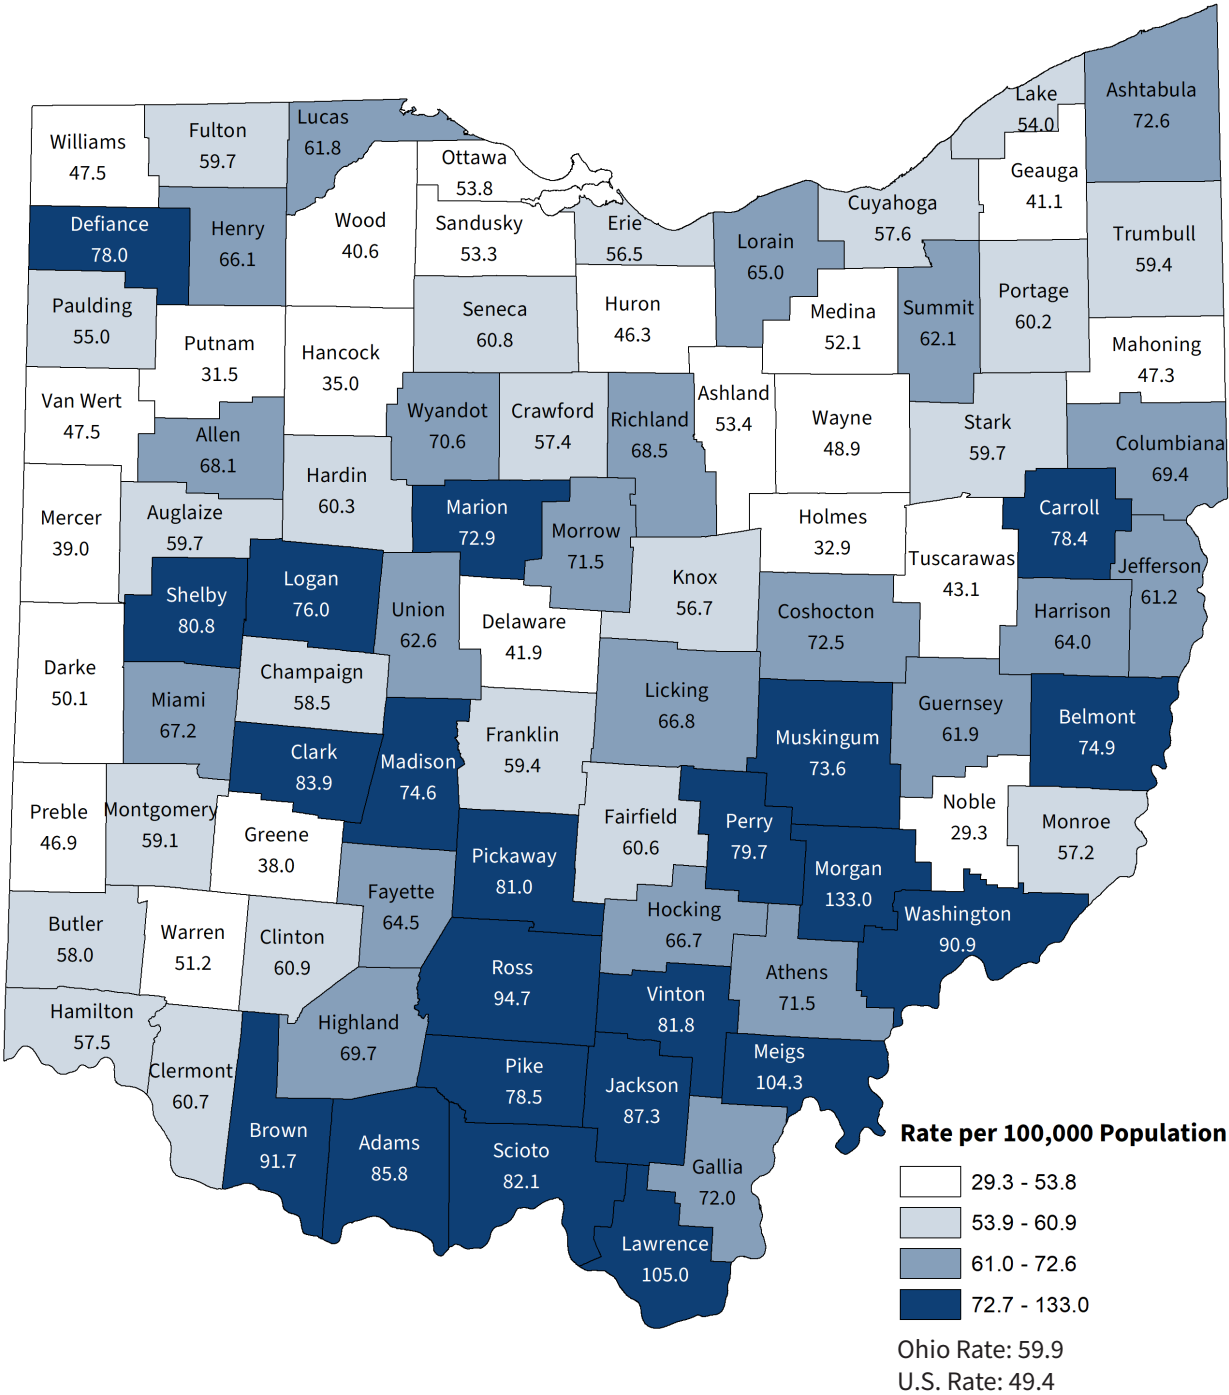 Lake
54.0
Ashtabula
72.6
Williams
47.5
Fulton
59.7
Lucas
61.8
Ottawa
53.8
Geauga
41.1
Defiance
78.0
Henry
66.1
Wood
40.6
Sandusky
53.3
Erie
56.5
Lorain
65.0
Cuyahoga
57.6
Trumbull
59.4
Paulding
55.0
Putnam
31.5
Hancock
35.0
Seneca
60.8
Huron
46.3
Medina
52.1
Summit
62.1
Portage
60.2
Mahoning
47.3
Van Wert
47.5
Allen
68.1
Wyandot
70.6
Crawford
57.4
Richland
68.5
Ashland
53.4
Wayne
48.9
Stark
59.7
Columbiana
69.4
Mercer
39.0
Auglaize
59.7
Hardin
60.3
Marion
72.9
Morrow
71.5
Holmes
32.9
Tuscarawas
43.1
Carroll
78.4
Jefferson
61.2
Shelby
80.8
Logan
76.0
Union
62.6
Delaware
41.9
Knox
56.7
Coshocton
72.5
Harrison
64.0
Darke
50.1
Miami
67.2
Champaign
58.5
Licking
66.8
Guernsey
61.9
Belmont
74.9
Clark
83.9
Madison
74.6
Franklin
59.4
Muskingum
73.6
Preble
46.9
Montgomery
59.1
Greene
38.0
Fairfield
60.6
Perry
79.7
Noble
29.3
Monroe
57.2
Pickaway
81.0
Morgan
133.0
Fayette
64.5
Hocking
66.7
Washington
90.9
Butler
58.0
Warren
51.2
Clinton
60.9
Ross
94.7
Athens
71.5
Hamilton
57.5
Highland
69.7
Vinton
81.8
Clermont
60.7
Pike
78.5
Jackson
87.3
Meigs
104.3
Brown
91.7
Adams
85.8
Scioto
82.1
Gallia
72.0
Lawrence
105.0
Rate per 100,000 Population
29.3 - 53.8
53.9 - 60.9
61.0 - 72.6
72.7 - 133.0
Ohio Rate: 59.9
U.S. Rate: 49.4